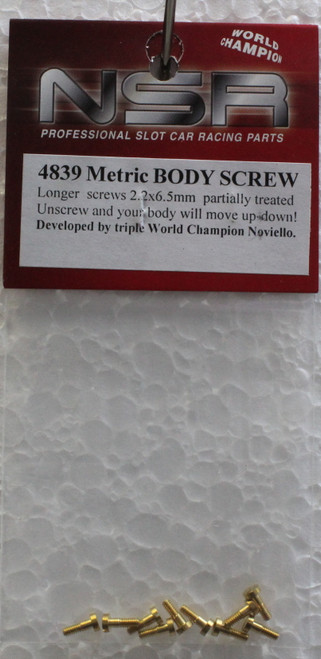 WORLD
CHAMPION
NSR
PROFESSIONAL SLOT CAR RACING PARTS
4839 Metric BODY SCREW
Longer screws 2.2x6.5mm partially treated
Unscrew and your body will move up down!
Developed by triple World Champion Noviello.